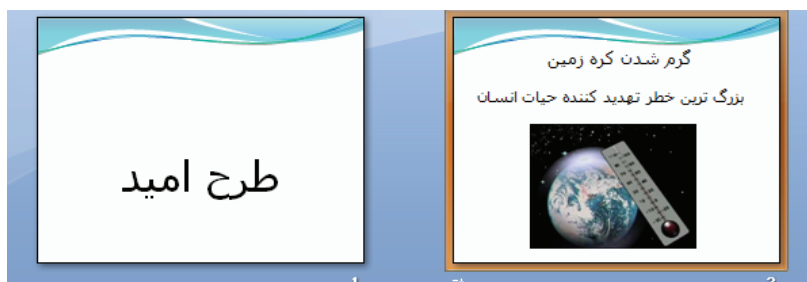 طرح امید
گرم شدن کره زمین
بزرگ ترین خطر تهدید کننده حیات انسان